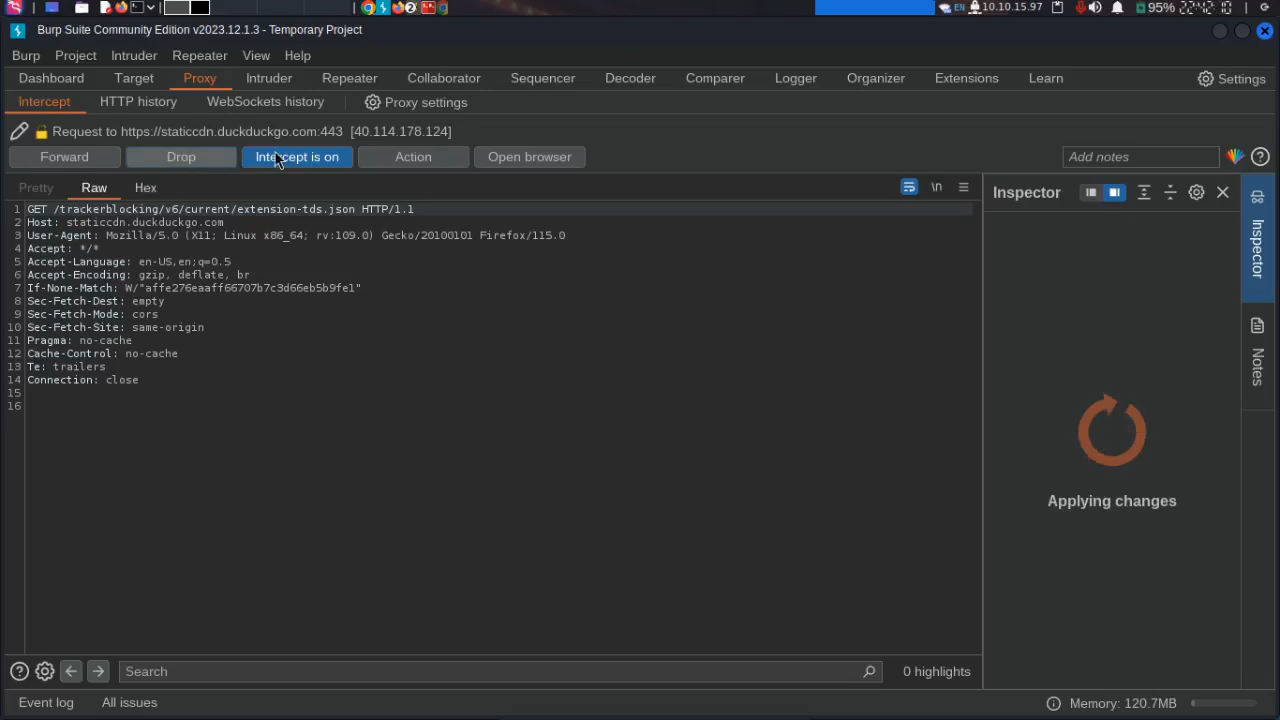 EN 10.10.15.97 95% 22:42
Burp Suite Community Edition v2023.12.1.3 - Temporary Project
Burp Project Intruder Repeater View Help
Dashboard Target Proxy Intruder Repeater Collaborator Sequencer Decoder Comparer Logger Organizer Extensions Learn Settings
Intercept HTTP history WebSockets history Proxy settings
Request to https://staticcdn.duckduckgo.com:443 [40.114.178.124]
Forward Drop Intercept is on Action Open browser Add notes
Pretty Raw Hex \n Inspector
1 GET /trackerblocking/v6/current/extension-tds.json HTTP/1.1
2 Host: staticcdn.duckduckgo.com
3 User-Agent: Mozilla/5.0 (X11; Linux x86_64; rv:109.0) Gecko/20100101 Firefox/115.0
4 Accept: */*
5 Accept-Language: en-US,en;q=0.5
6 Accept-Encoding: gzip, deflate, br
7 If-None-Match: W/"affe276eaaff66707b7c3d66eb5b9fe1"
8 Sec-Fetch-Dest: empty
9 Sec-Fetch-Mode: cors
10 Sec-Fetch-Site: same-origin
11 Pragma: no-cache
12 Cache-Control: no-cache
13 Te: trailers
14 Connection: close
15
16
Inspector
Notes
Applying changes
Search 0 highlights
Event log All issues Memory: 120.7MB